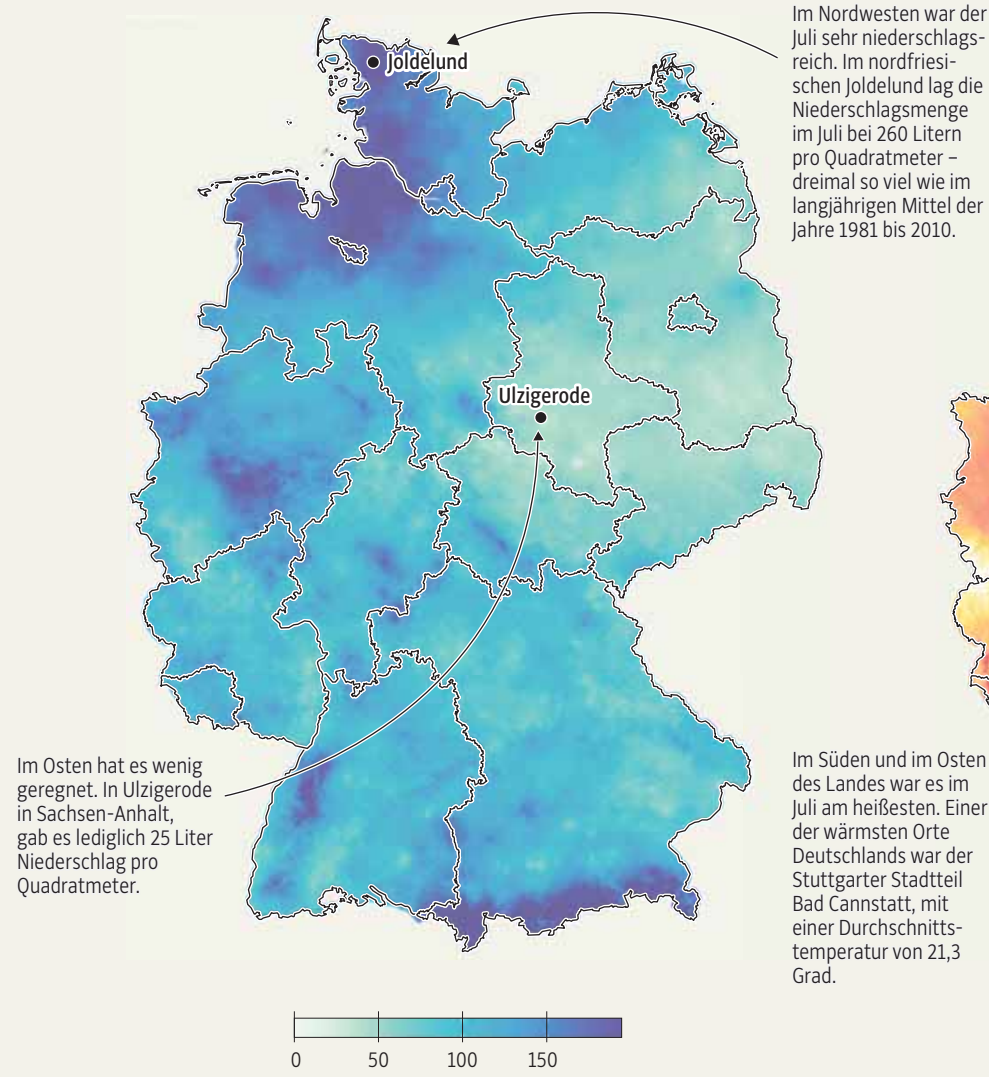 Im Nordwesten war der
Juli sehr niederschlags-
reich. Im nordfriesi-
schen Joldelund lag die
Niederschlagsmenge
im Juli bei 260 Litern
pro Quadratmeter –
dreimal so viel wie im
langjährigen Mittel der
Jahre 1981 bis 2010.
Joldelund
Ulzigerode
Im Osten hat es wenig
geregnet. In Ulzigerode
in Sachsen-Anhalt,
gab es lediglich 25 Liter
Niederschlag pro
Quadratmeter.
Im Süden und im Osten
des Landes war es im
Juli am heißesten. Einer
der wärmsten Orte
Deutschlands war der
Stuttgarter Stadtteil
Bad Cannstatt, mit
einer Durchschnitts-
temperatur von 21,3
Grad.
0 50 100 150